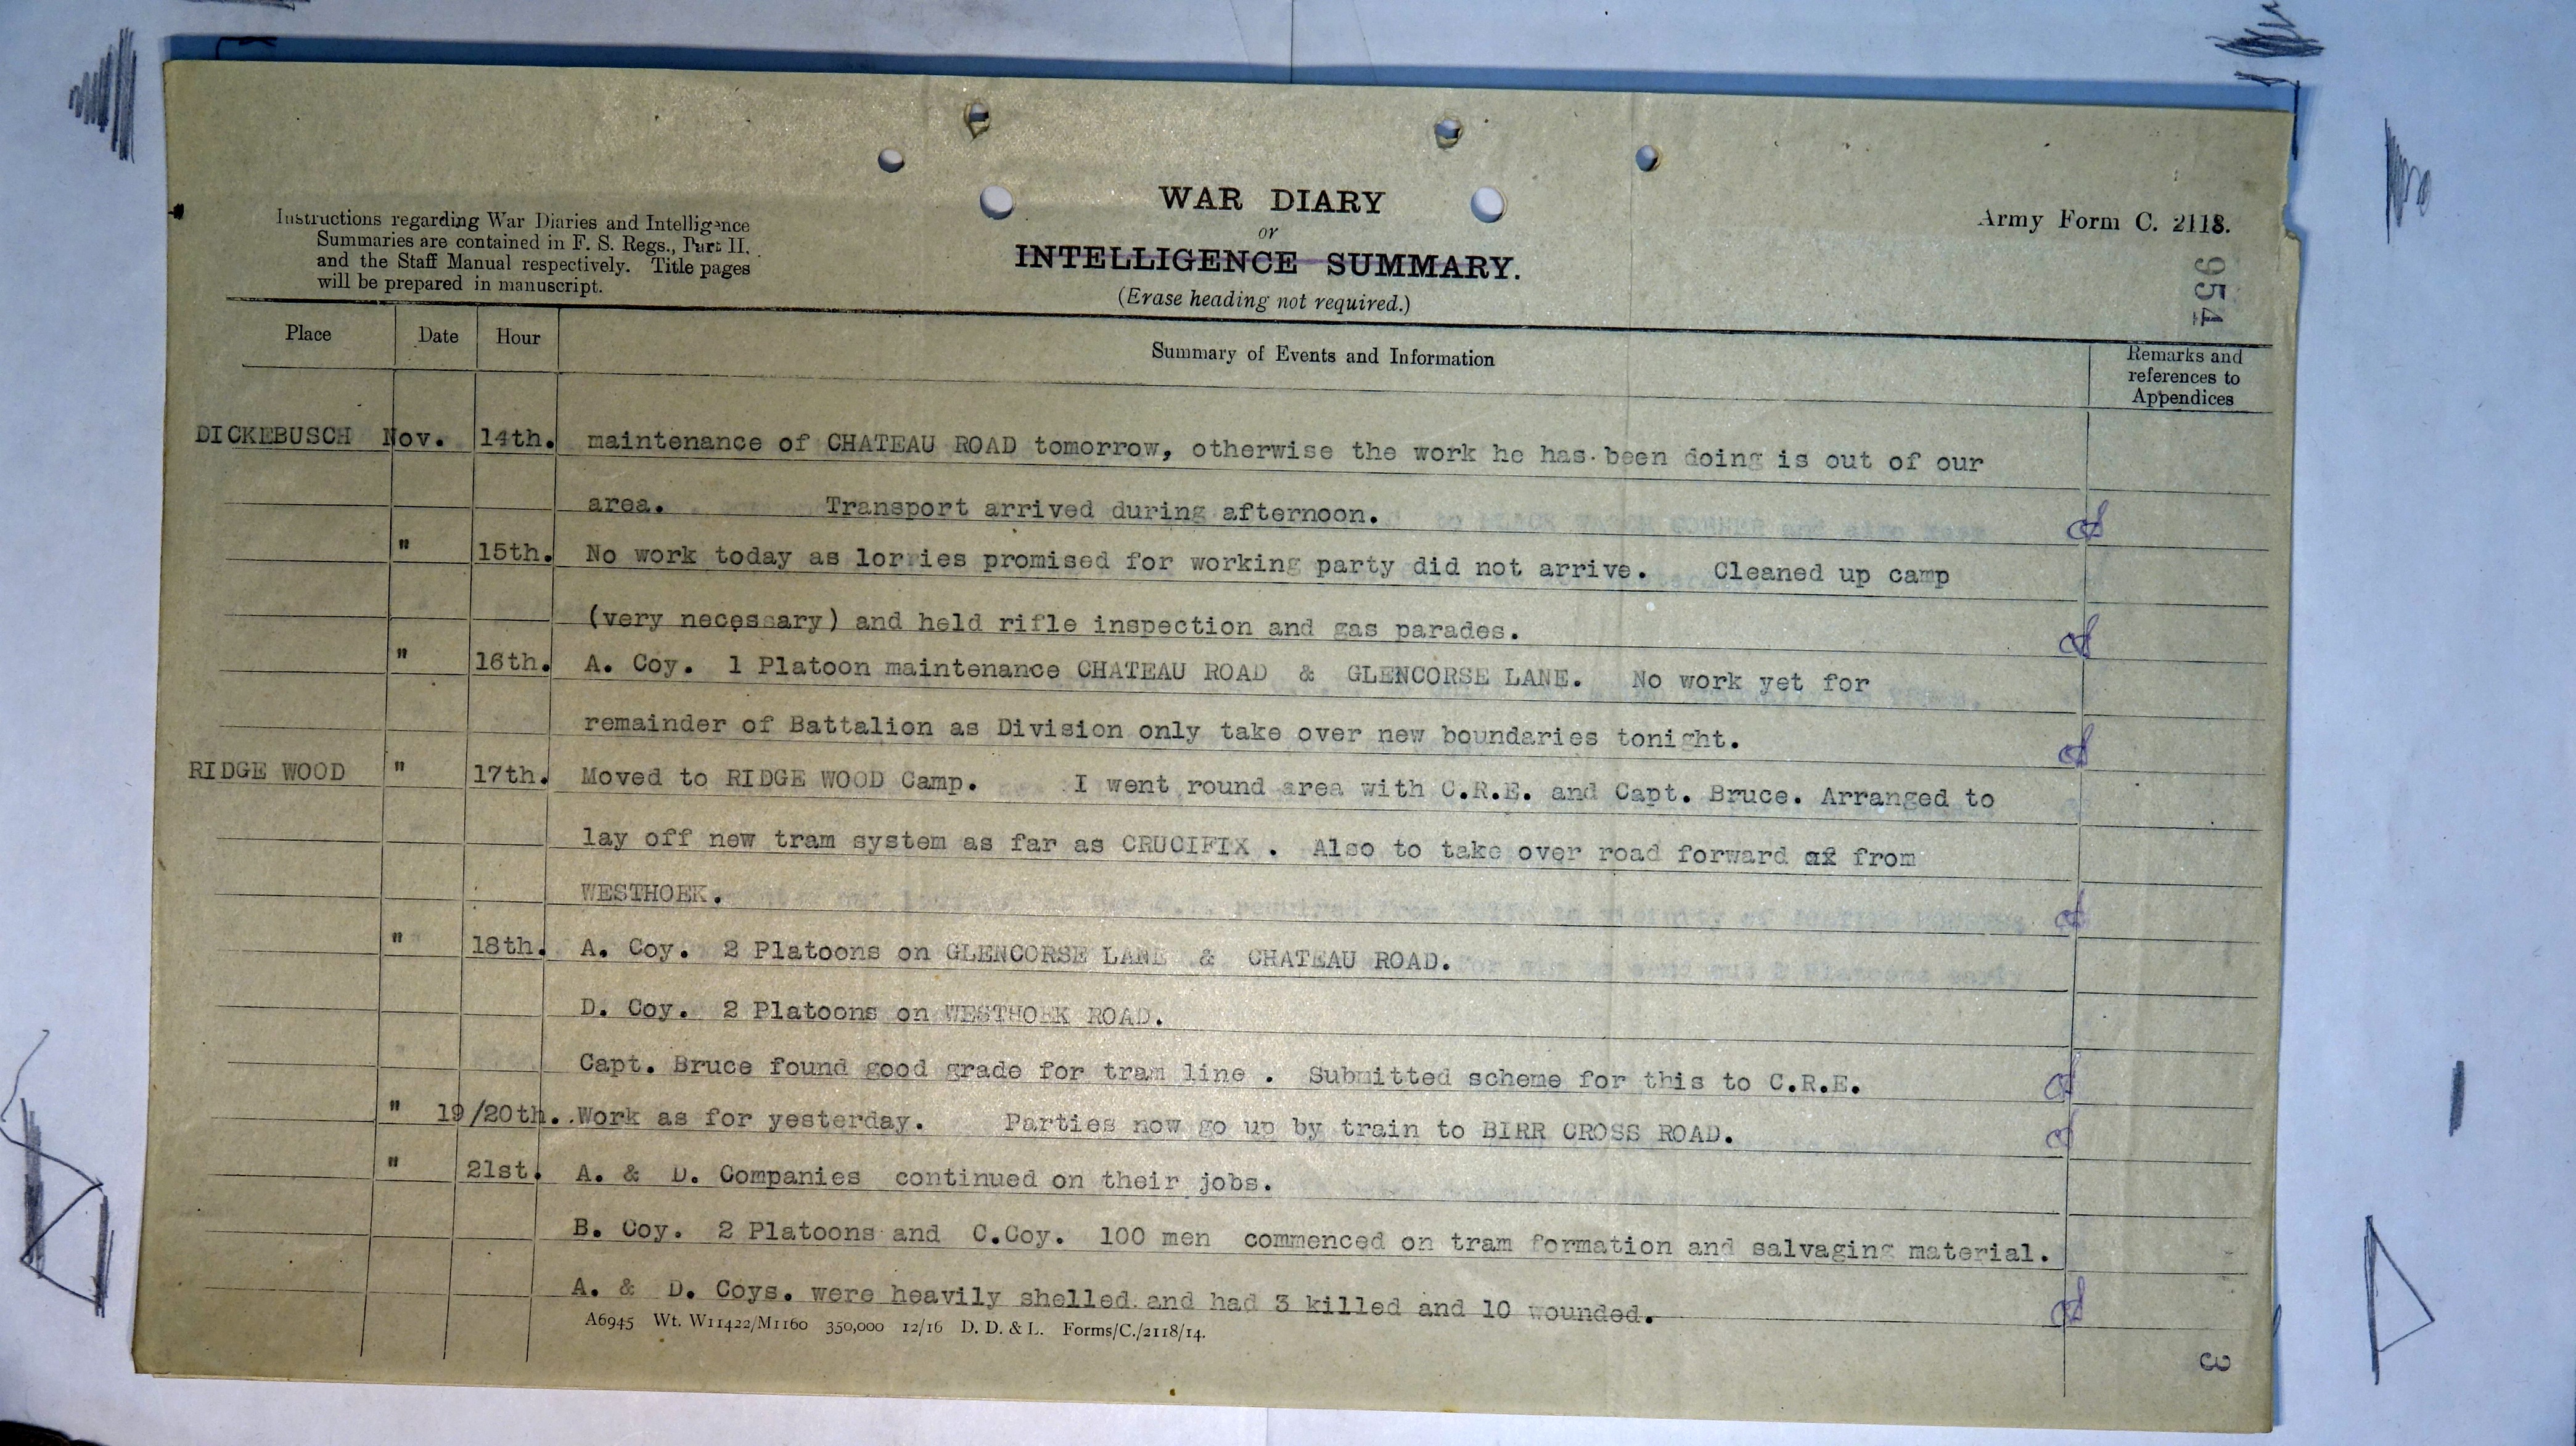 Instructions regarding War Diaries and Intelligence
Summaries are contained in F. S. Regs., Part II.
and the Staff Manual respectively. Title pages
will be prepared in manuscript.
WAR DIARY
or
INTELLIGENCE SUMMARY.
(Erase heading not required.)
Army Form C. 2118.
954
Place Date Hour Summary of Events and Information Remarks and references to Appendices
DICKEBUSCH Nov. 14th. maintenance of CHATEAU ROAD tomorrow, otherwise the work he has been doing is out of our
area. Transport arrived during afternoon.
" 15th. No work today as lorries promised for working party did not arrive. Cleaned up camp
(very necessary) and held rifle inspection and gas parades.
" 16th. A. Coy. 1 Platoon maintenance CHATEAU ROAD & GLENCORSE LANE. No work yet for
remainder of Battalion as Division only take over new boundaries tonight.
RIDGE WOOD " 17th. Moved to RIDGE WOOD Camp. I went round area with C.R.E. and Capt. Bruce. Arranged to
lay off new tram system as far as CRUCIFIX . Also to take over road forward from
WESTHOEK.
" 18th. A. Coy. 2 Platoons on GLENCORSE LANE & CHATEAU ROAD.
D. Coy. 2 Platoons on WESTHOEK ROAD.
Capt. Bruce found good grade for tram line . Submitted scheme for this to C.R.E.
" 19/20th. Work as for yesterday. Parties now go up by train to BIRR CROSS ROAD.
" 21st. A. & D. Companies continued on their jobs.
B. Coy. 2 Platoons and C.Coy. 100 men commenced on tram formation and salvaging material.
A. & D. Coys. were heavily shelled and had 3 killed and 10 wounded.
A6945 Wt. W11422/M1160 350,000 12/16 D. D. & L. Forms/C./2118/14.
3